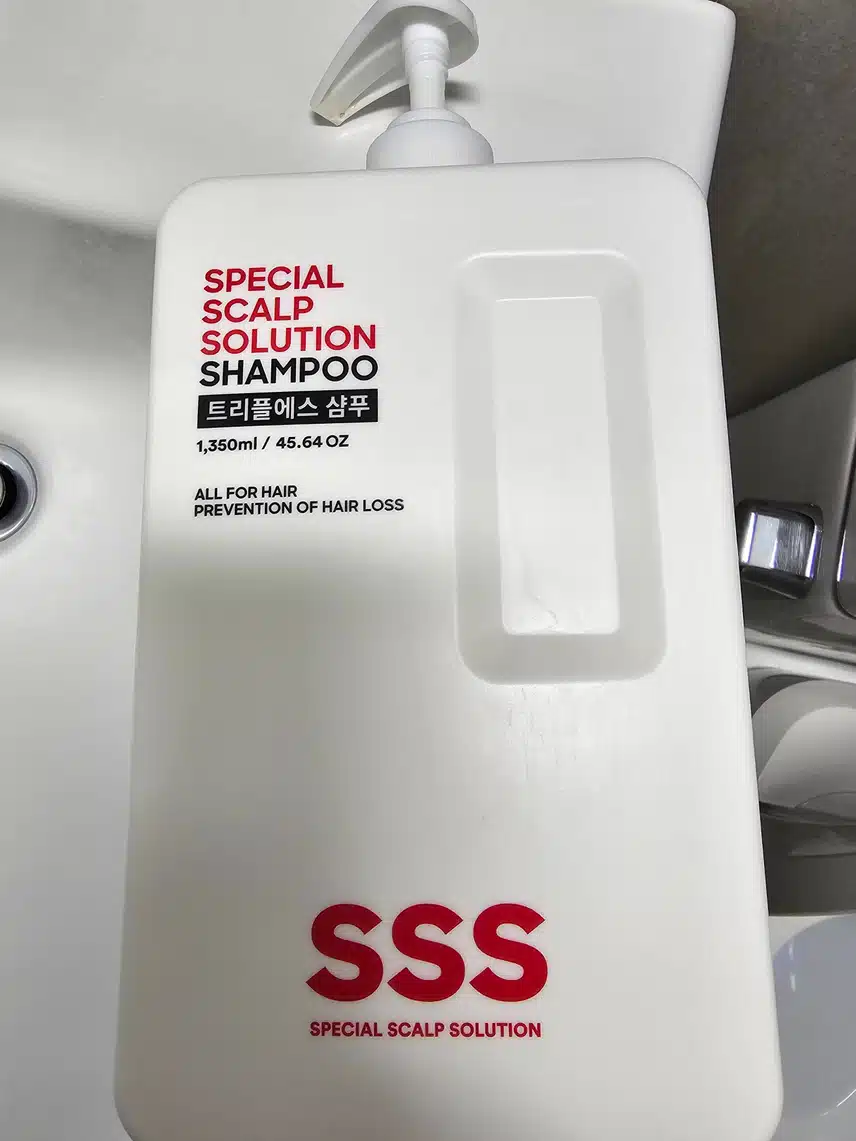 SPECIAL
SCALP
SOLUTION
SHAMPOO
트리플에스 샴푸
1,350ml / 45.64 OZ
ALL FOR HAIR
PREVENTION OF HAIR LOSS
SSS
SPECIAL SCALP SOLUTION